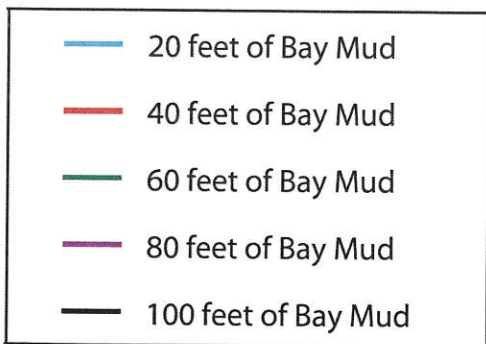 20 feet of Bay Mud
40 feet of Bay Mud
60 feet of Bay Mud
80 feet of Bay Mud
100 feet of Bay Mud